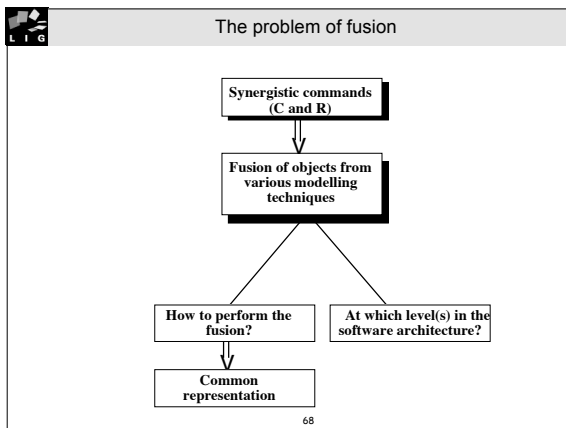 L I G
The problem of fusion
Synergistic commands
(C and R)
Fusion of objects from
various modelling
techniques
How to perform the
fusion?
At which level(s) in the
software architecture?
Common
representation
68